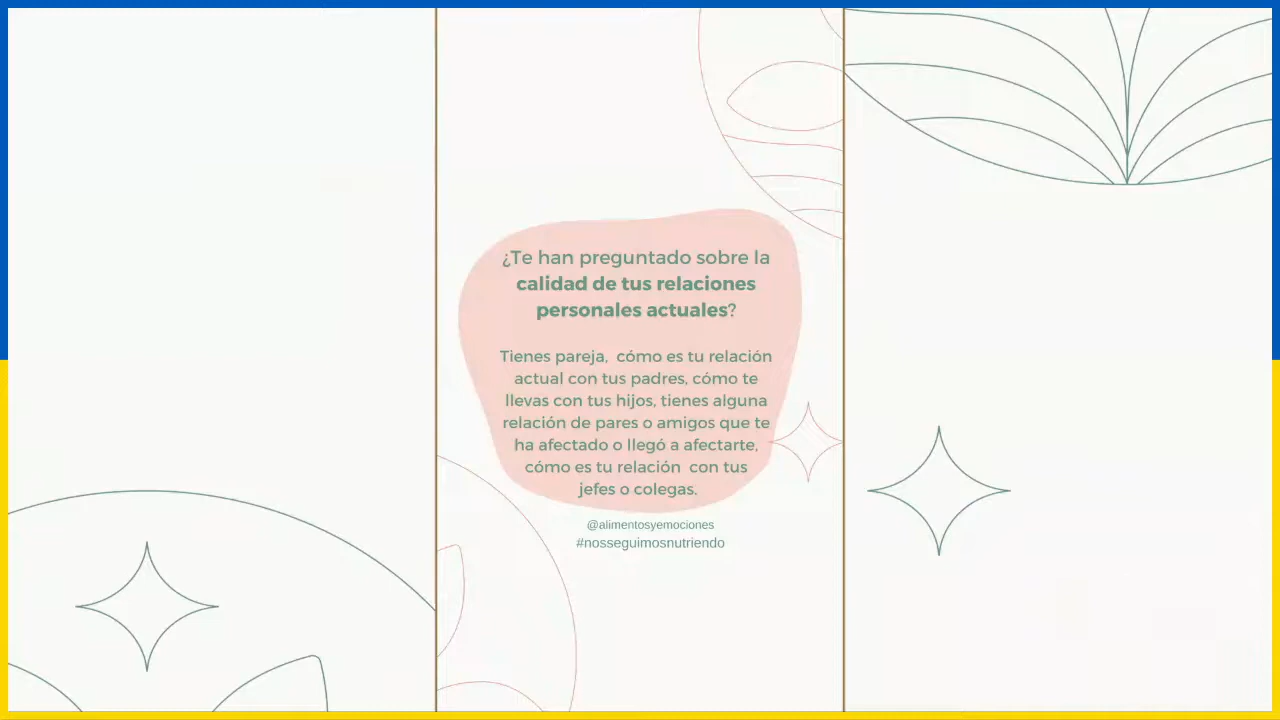 ¿Te han preguntado sobre la
calidad de tus relaciones
personales actuales?
Tienes pareja,  cómo es tu relación
actual con tus padres, cómo te
llevas con tus hijos, tienes alguna
relación de pares o amigos que te
ha afectado o llegó a afectarte,
cómo es tu relación  con tus
jefes o colegas.
@alimentosyemociones
#nosseguimosnutriendo